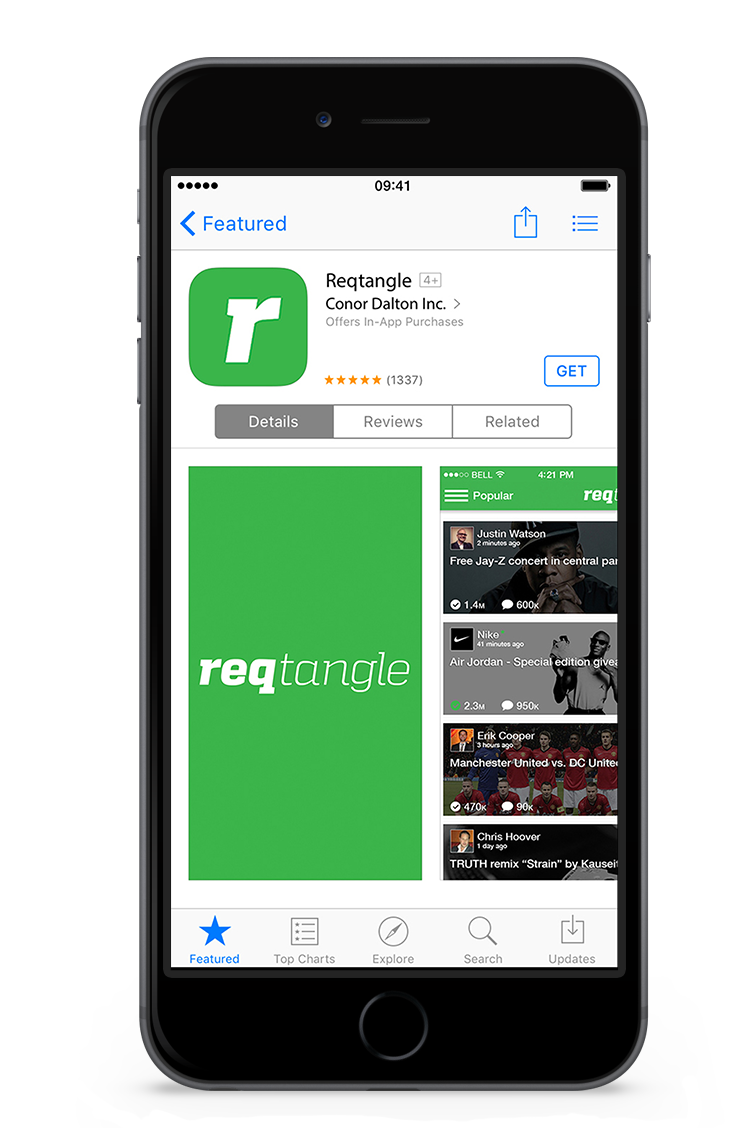 09:41
Featured
Reqtangle 4+
Conor Dalton Inc.
Offers In-App Purchases
(1337)
GET
Details Reviews Related
reqtangle
BELL 4:21 PM
Popular req
Justin Watson
2 minutes ago
Free Jay-Z concert in central par
1.4M 600K
Nike
41 minutes ago
Air Jordan - Special edition givea
2.3M 950K
Erik Cooper
3 hours ago
Manchester United vs. DC Unite
470K 90K
Chris Hoover
1 day ago
TRUTH remix “Strain” by Kauseit
Featured Top Charts Explore Search Updates
r